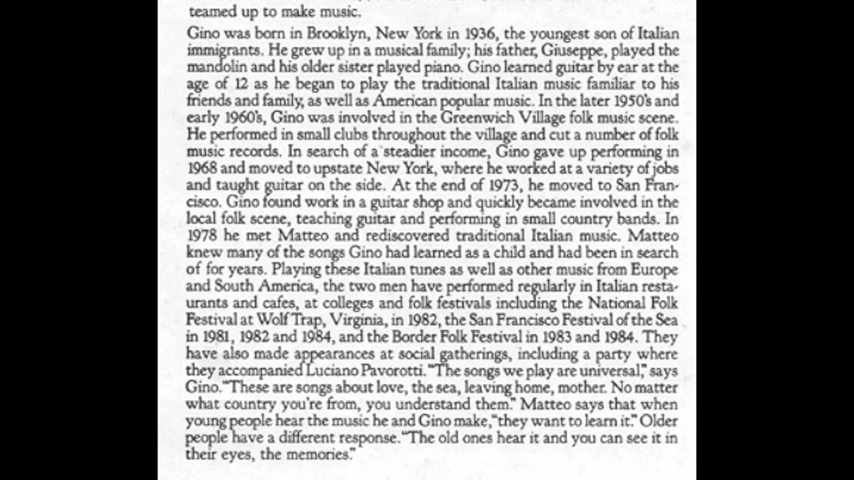 teamed up to make music.
Gino was born in Brooklyn, New York in 1936, the youngest son of Italian
immigrants. He grew up in a musical family; his father, Giuseppe, played the
mandolin and his older sister played piano. Gino learned guitar by ear at the
age of 12 as he began to play the traditional Italian music familiar to his
friends and family, as well as American popular music. In the later 1950's and
early 1960's, Gino was involved in the Greenwich Village folk music scene.
He performed in small clubs throughout the village and cut a number of folk
music records. In search of a steadier income, Gino gave up performing in
1968 and moved to upstate New York, where he worked at a variety of jobs
and taught guitar on the side. At the end of 1973, he moved to San Fran-
cisco. Gino found work in a guitar shop and quickly became involved in the
local folk scene, teaching guitar and performing in small country bands. In
1978 he met Matteo and rediscovered traditional Italian music. Matteo
knew many of the songs Gino had learned as a child and had been in search
of for years. Playing these Italian tunes as well as other music from Europe
and South America, the two men have performed regularly in Italian resta-
urants and cafes, at colleges and folk festivals including the National Folk
Festival at Wolf Trap, Virginia, in 1982, the San Francisco Festival of the Sea
in 1981, 1982 and 1984, and the Border Folk Festival in 1983 and 1984. They
have also made appearances at social gatherings, including a party where
they accompanied Luciano Pavorotti. "The songs we play are universal," says
Gino. "These are songs about love, the sea, leaving home, mother. No matter
what country you're from, you understand them." Matteo says that when
young people hear the music he and Gino make, "they want to learn it." Older
people have a different response. "The old ones hear it and you can see it in
their eyes, the memories."